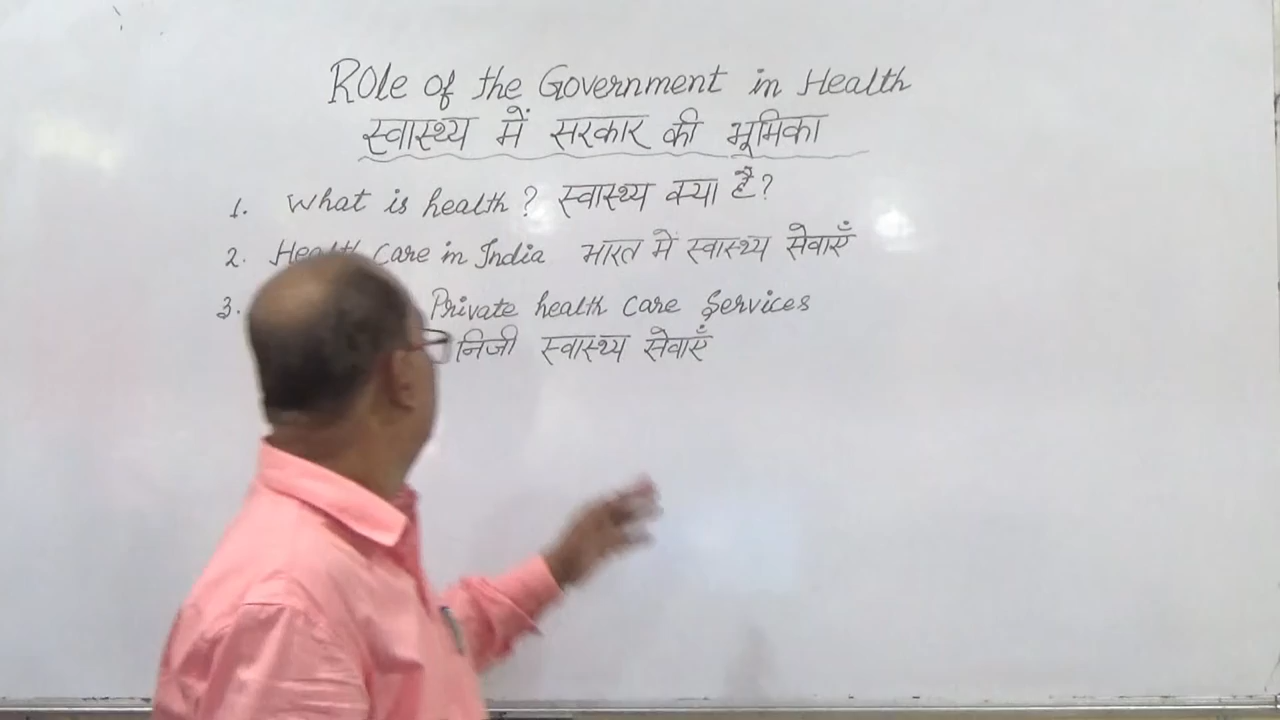 Role of the Government in Health
स्वास्थ्य में सरकार की भूमिका
1. What is health? स्वास्थ्य क्या है?
2. Health care in India भारत में स्वास्थ्य सेवाएँ
3. Private health care Services
निजी स्वास्थ्य सेवाएँ